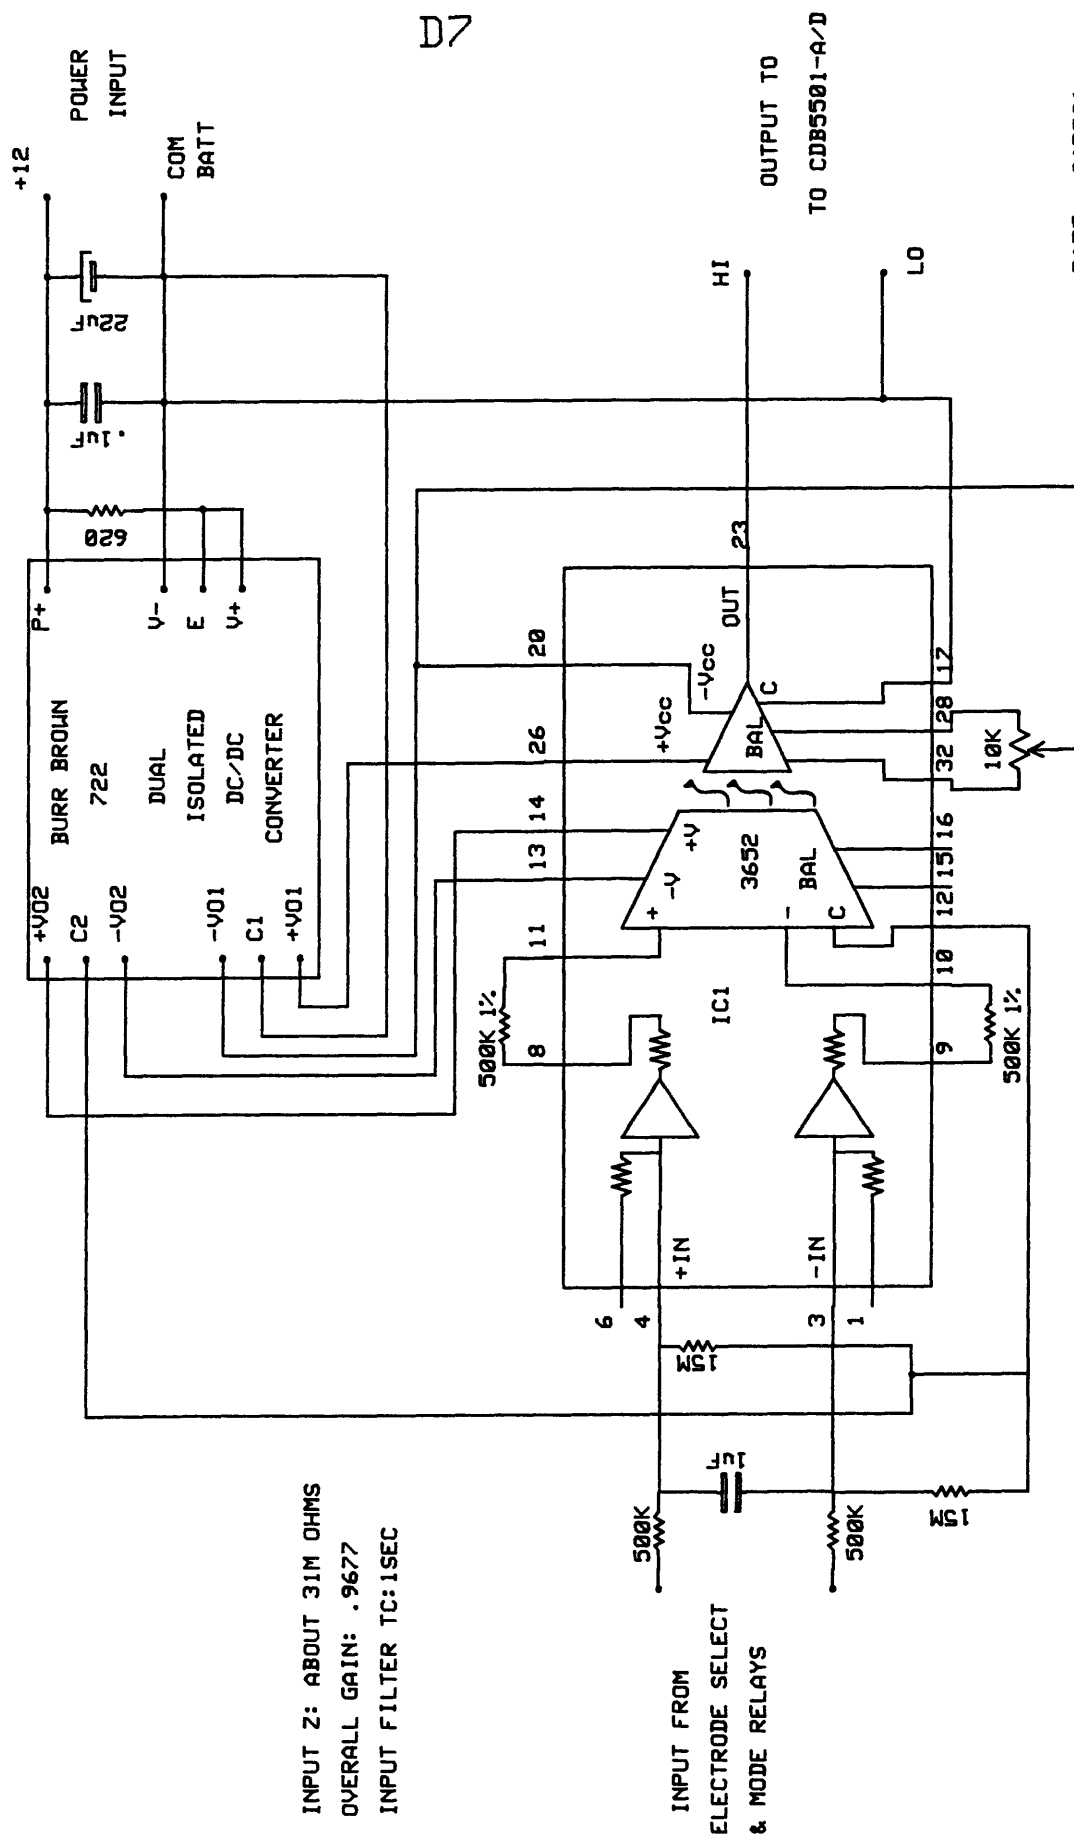 D7
+12
POWER
INPUT
COM
BATT
22uF
.1uF
620
P+
V-
E
V+
BURR BROWN
722
DUAL
ISOLATED
DC/DC
CONVERTER
+VO2
C2
-VO2
-VO1
C1
+VO1
OUTPUT TO
TO CDB5501-A/D
HI
LO
23
OUT
20
-Vcc
26
+Vcc
14
13
11
8
500K 1%
+V
-V
+
-
C
3652
BAL
BAL
C
IC1
17
28
32
10K
16
15
12
10
9
500K 1%
+IN
-IN
6
4
3
1
15M
1uF
15M
500K
500K
INPUT Z: ABOUT 31M OHMS
OVERALL GAIN: .9677
INPUT FILTER TC:1SEC
INPUT FROM
ELECTRODE SELECT
& MODE RELAYS